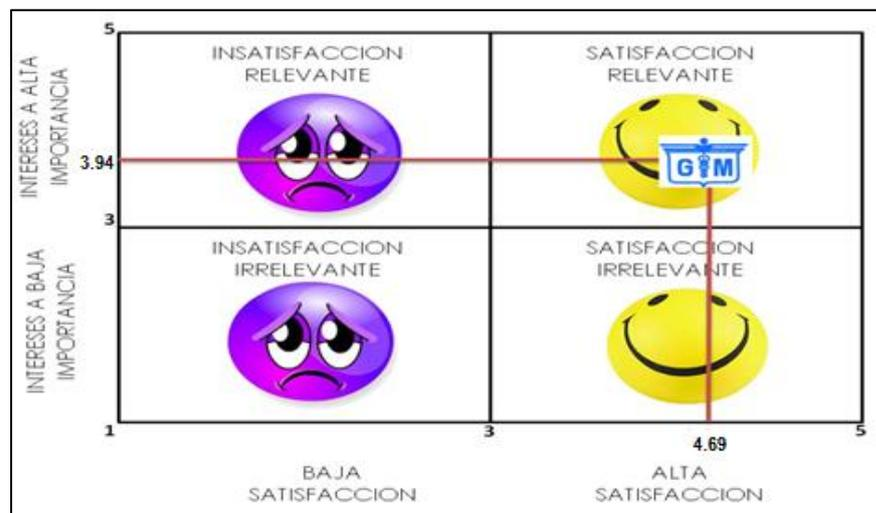 5
INTERESES A ALTA
IMPORTANCIA
INSATISFACCION
RELEVANTE
SATISFACCION
RELEVANTE
3.94
G M
3
INTERESES A BAJA
IMPORTANCIA
INSATISFACCION
IRRELEVANTE
SATISFACCION
IRRELEVANTE
1
3
4.69
5
BAJA
SATISFACCION
ALTA
SATISFACCION